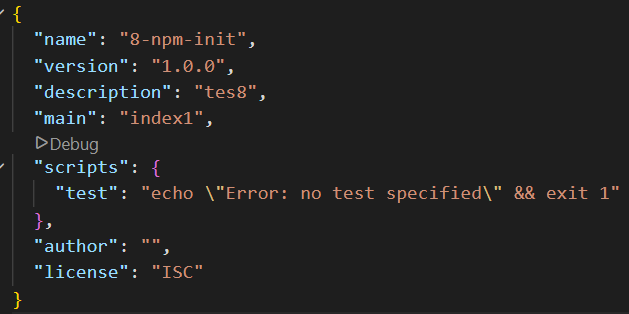 {
"name": "8-npm-init",
"version": "1.0.0",
"description": "tes8",
"main": "index1",
Debug
"scripts": {
"test": "echo \"Error: no test specified\" && exit 1"
},
"author": "",
"license": "ISC"
}